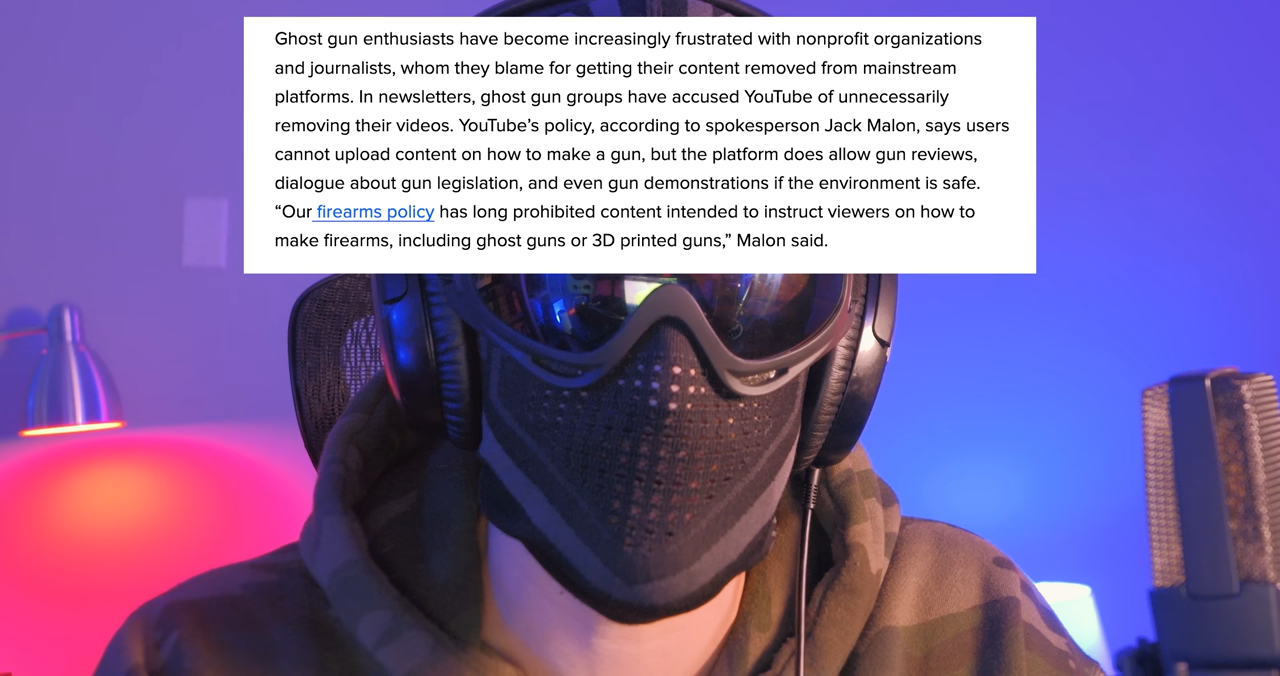 Ghost gun enthusiasts have become increasingly frustrated with nonprofit organizations
and journalists, whom they blame for getting their content removed from mainstream
platforms. In newsletters, ghost gun groups have accused YouTube of unnecessarily
removing their videos. YouTube’s policy, according to spokesperson Jack Malon, says users
cannot upload content on how to make a gun, but the platform does allow gun reviews,
dialogue about gun legislation, and even gun demonstrations if the environment is safe.
“Our firearms policy has long prohibited content intended to instruct viewers on how to
make firearms, including ghost guns or 3D printed guns,” Malon said.